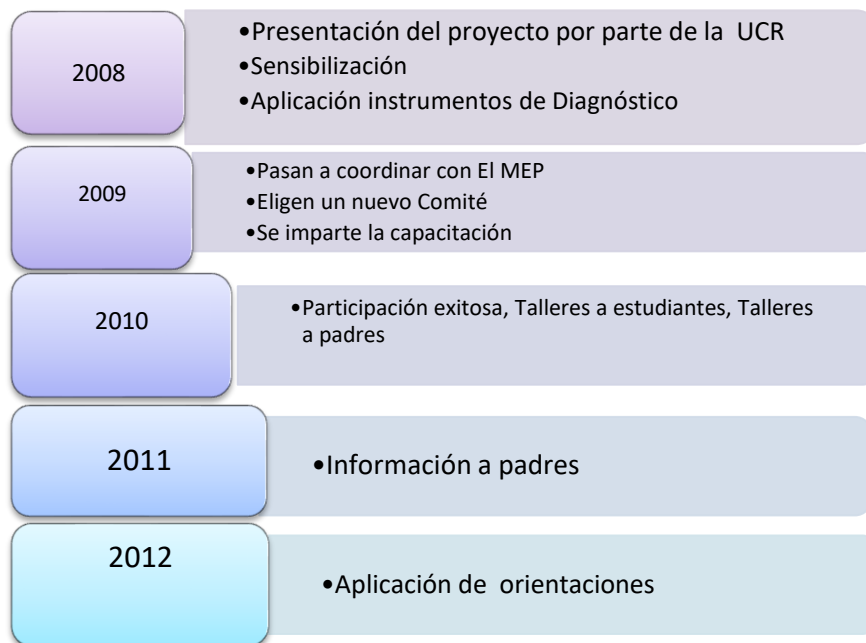 2008
•Presentación del proyecto por parte de la UCR
•Sensibilización
•Aplicación instrumentos de Diagnóstico
2009
•Pasan a coordinar con El MEP
•Eligen un nuevo Comité
•Se imparte la capacitación
2010
•Participación exitosa, Talleres a estudiantes, Talleres
a padres
2011
•Información a padres
2012
•Aplicación de orientaciones